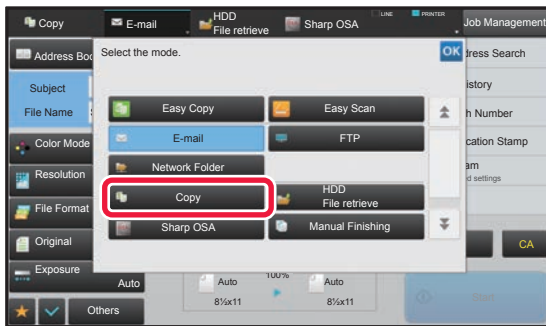 Copy
E-mail
HDD
File retrieve
Sharp OSA
LINE
PRINTER
Job Management
Address Boo
Select the mode.
OK
dress Search
Subject
istory
File Name
Easy Copy
Easy Scan
h Number
Color Mode
E-mail
FTP
cation Stamp
Resolution
Network Folder
am
d settings
File Format
Copy
HDD
File retrieve
Original
Sharp OSA
Manual Finishing
CA
Exposure
Auto
Auto
100%
Auto
8½x11
8½x11
Start
Others